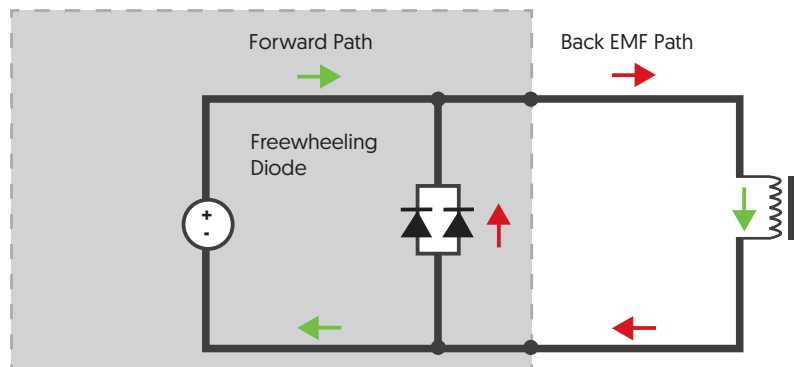 Forward Path
Back EMF Path
Freewheeling
Diode
+
-